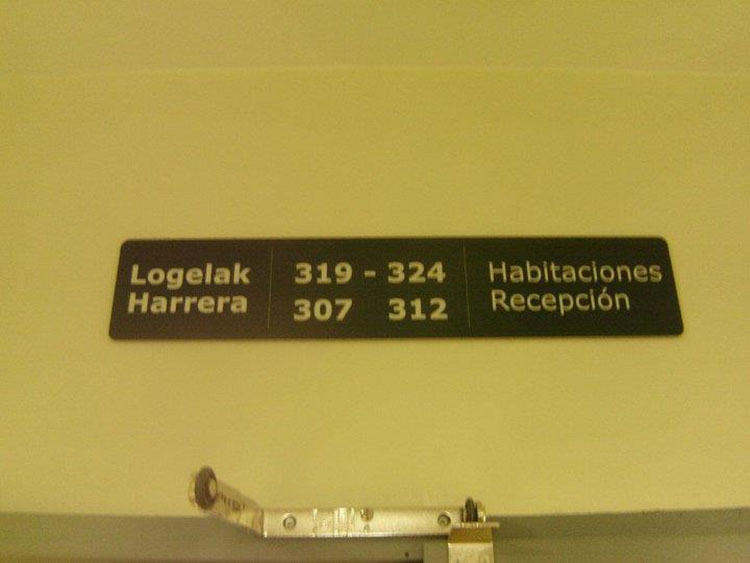 Logelak 319 - 324 Habitaciones
Harrera 307 312 Recepción